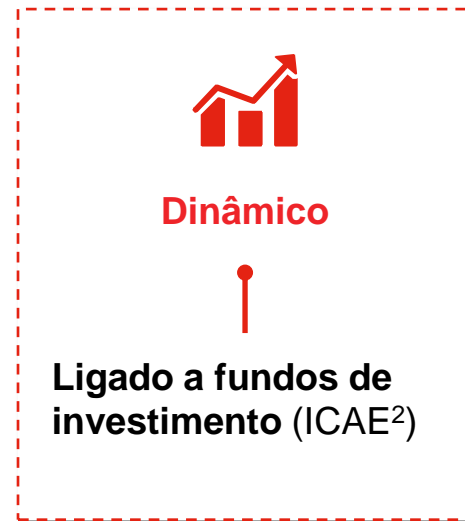 Dinâmico
Ligado a fundos de
investimento (ICAE²)